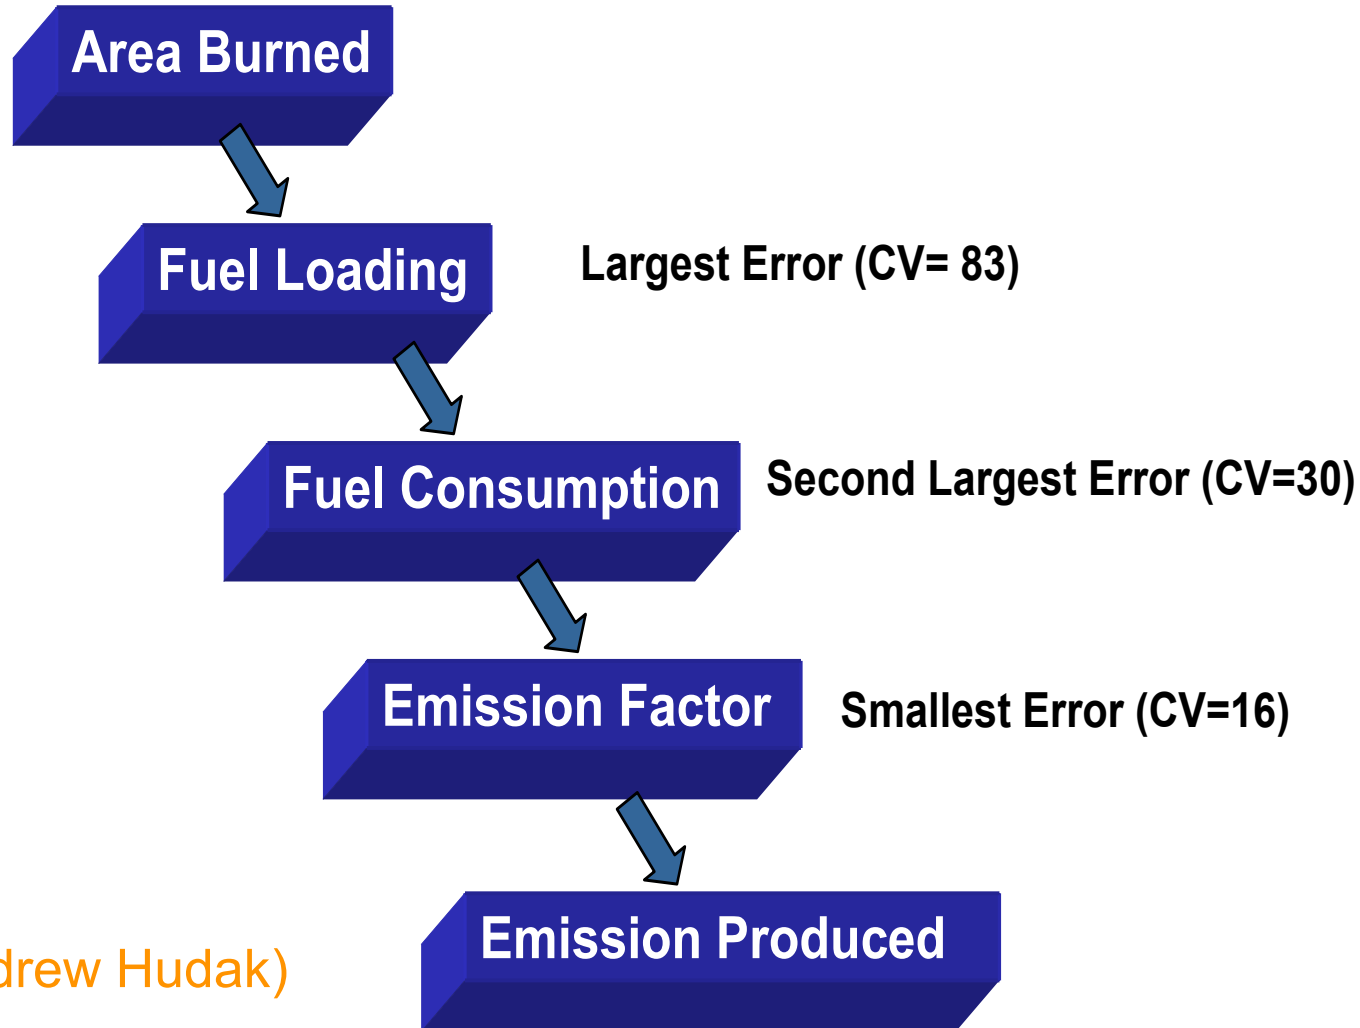 Area Burned
Fuel Loading
Largest Error (CV= 83)
Fuel Consumption
Second Largest Error (CV=30)
Emission Factor
Smallest Error (CV=16)
Emission Produced
drew Hudak)